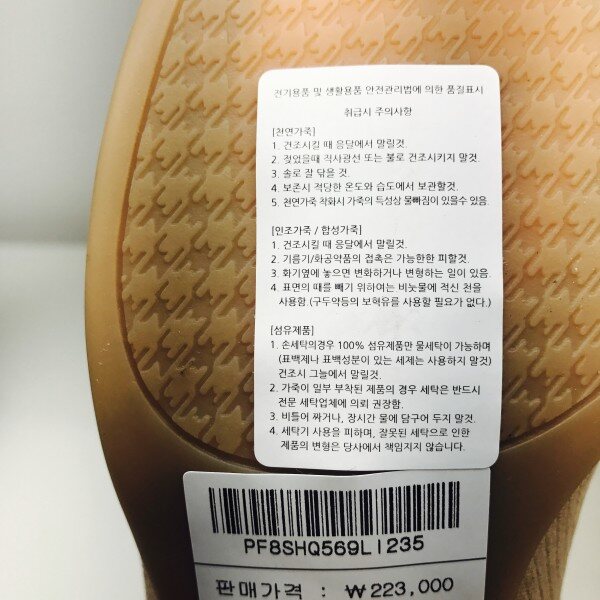 전기용품 및 생활용품 안전관리법에 의한 품질표시
취급시 주의사항
[천연가죽]
1. 건조시킬 때 응달에서 말릴것.
2. 젖었을때 직사광선 또는 불로 건조시키지 말것.
3. 솔로 잘 닦을 것.
4. 보존시 적당한 온도와 습도에서 보관할것.
5. 천연가죽 착화시 가죽의 특성상 물빠짐이 있을수 있음.
[인조가죽 / 합성가죽]
1. 건조시킬 때 응달에서 말릴것.
2. 기름기/화공약품의 접촉은 가능한한 피할것.
3. 화기옆에 놓으면 변화하거나 변형하는 일이 있음.
4. 표면의 때를 빼기 위하여는 비눗물에 적신 천을
사용함 (구두약등의 보혁유를 사용할 필요가 없다.)
[섬유제품]
1. 손세탁의경우 100% 섬유제품만 물세탁이 가능하며
(표백제나 표백성분이 있는 세제는 사용하지 말것)
건조시 그늘에서 말릴것.
2. 가죽이 일부 부착된 제품의 경우 세탁은 반드시
전문 세탁업체에 의뢰 권장함.
3. 비틀어 짜거나, 장시간 물에 담구어 두지 말것.
4. 세탁기 사용을 피하며, 잘못된 세탁으로 인한
제품의 변형은 당사에서 책임지지 않습니다.
PF8SHQ569LI235
판매가격 : ₩223,000